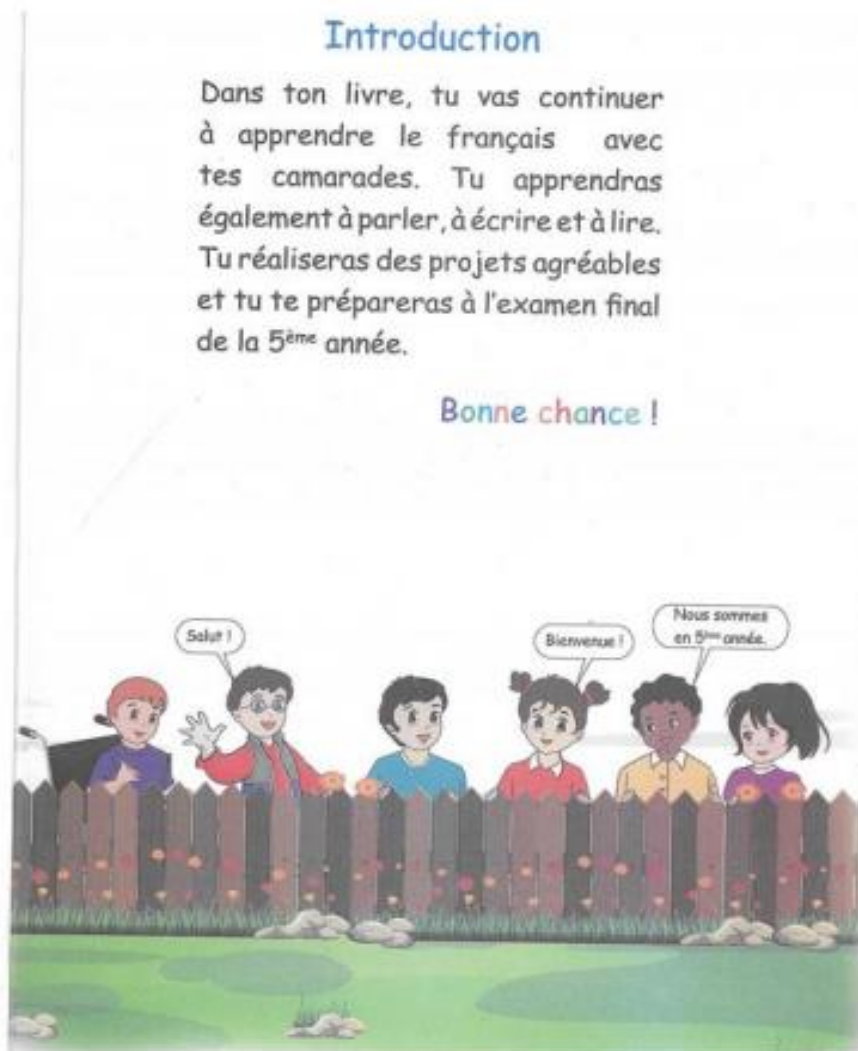 Introduction
Dans ton livre, tu vas continuer
à apprendre le français avec
tes camarades. Tu apprendras
également à parler, à écrire et à lire.
Tu réaliseras des projets agréables
et tu te prépareras à l'examen final
de la 5ème année.
Bonne chance !
Salut !
Bienvenue !
Nous sommes
en 5ème année.